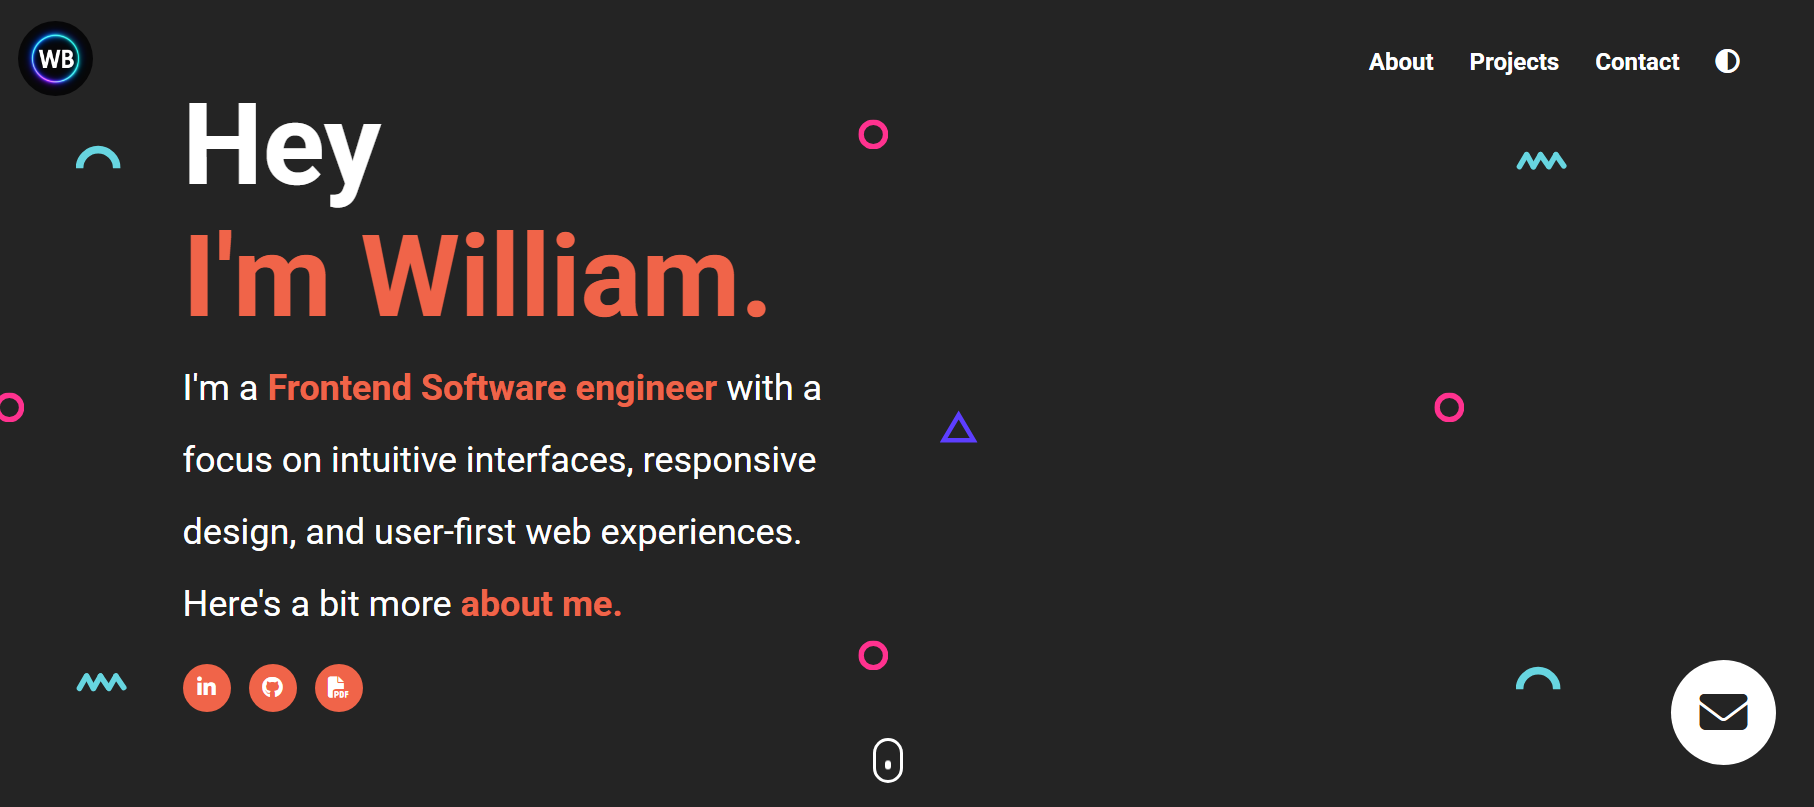 WB
About Projects Contact
Hey
I'm William.
I'm a Frontend Software engineer with a
focus on intuitive interfaces, responsive
design, and user-first web experiences.
Here's a bit more about me.
in
PDF